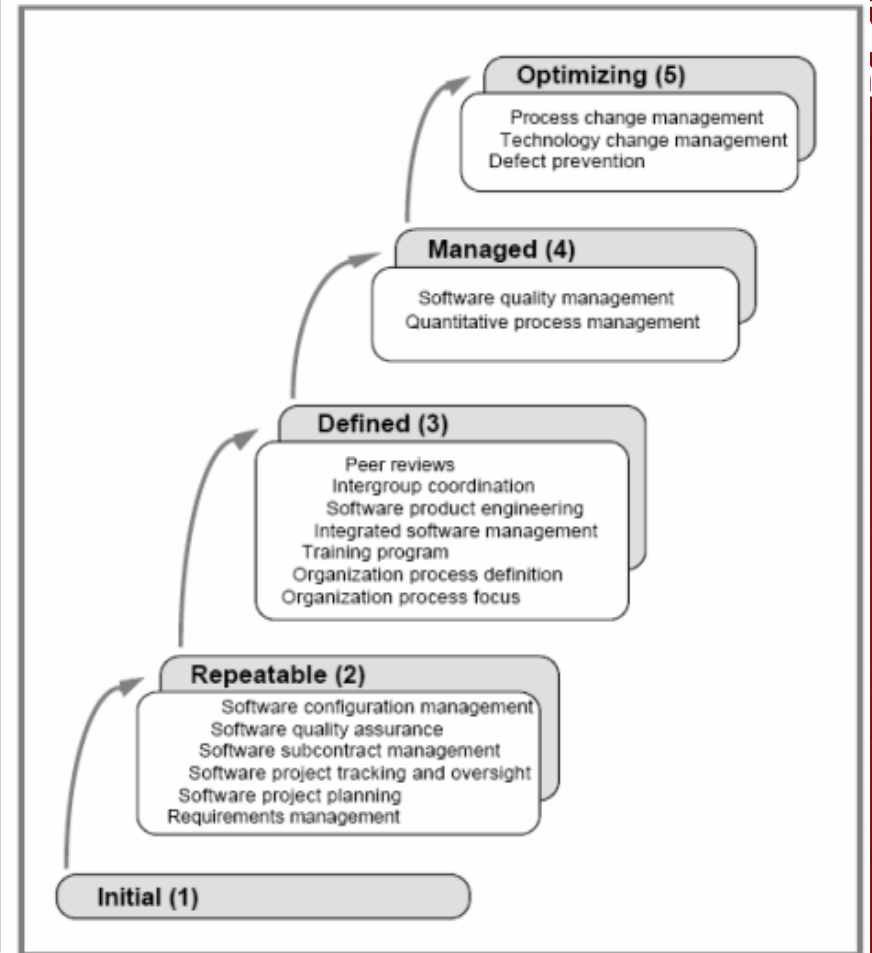 Optimizing (5)
Process change management
Technology change management
Defect prevention
Managed (4)
Software quality management
Quantitative process management
Defined (3)
Peer reviews
Intergroup coordination
Software product engineering
Integrated software management
Training program
Organization process definition
Organization process focus
Repeatable (2)
Software configuration management
Software quality assurance
Software subcontract management
Software project tracking and oversight
Software project planning
Requirements management
Initial (1)